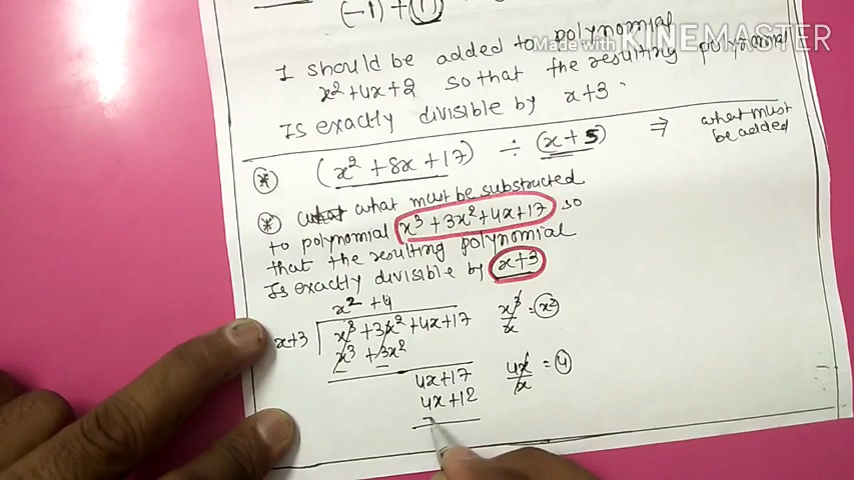 (-1) + (1)
Made with KINEMASTER
I should be added to polynomial
x² + 4x + 2 so that the resulting polynomial
Is exactly divisible by x+3.
(*) (x² + 8x + 17) ÷ (x + 5) ⇒ what must be added
(*) what must be substructed
to polynomial x³ + 3x² + 4x + 17 so
that the resulting polynomial
Is exactly divisible by x+3
x² + 4
x+3 x³ + 3x² + 4x + 17 x³/x = x²
x³ + 3x²
4x + 17 4x/x = 4
4x + 12